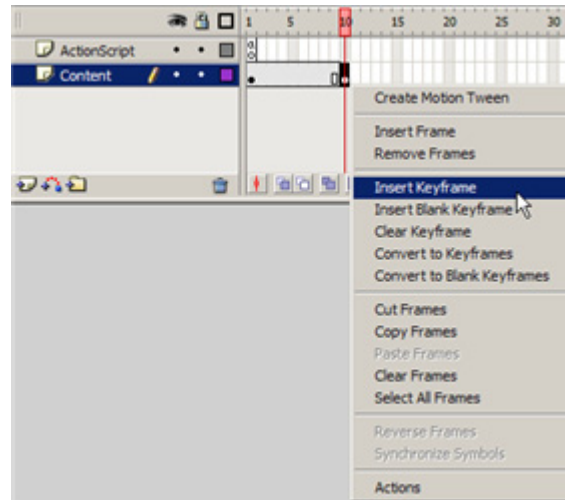 1 5 10 15 20 25 30
ActionScript
a
Content
Create Motion Tween
Insert Frame
Remove Frames
Insert Keyframe
Insert Blank Keyframe
Clear Keyframe
Convert to Keyframes
Convert to Blank Keyframes
Cut Frames
Copy Frames
Paste Frames
Clear Frames
Select All Frames
Reverse Frames
Synchronize Symbols
Actions